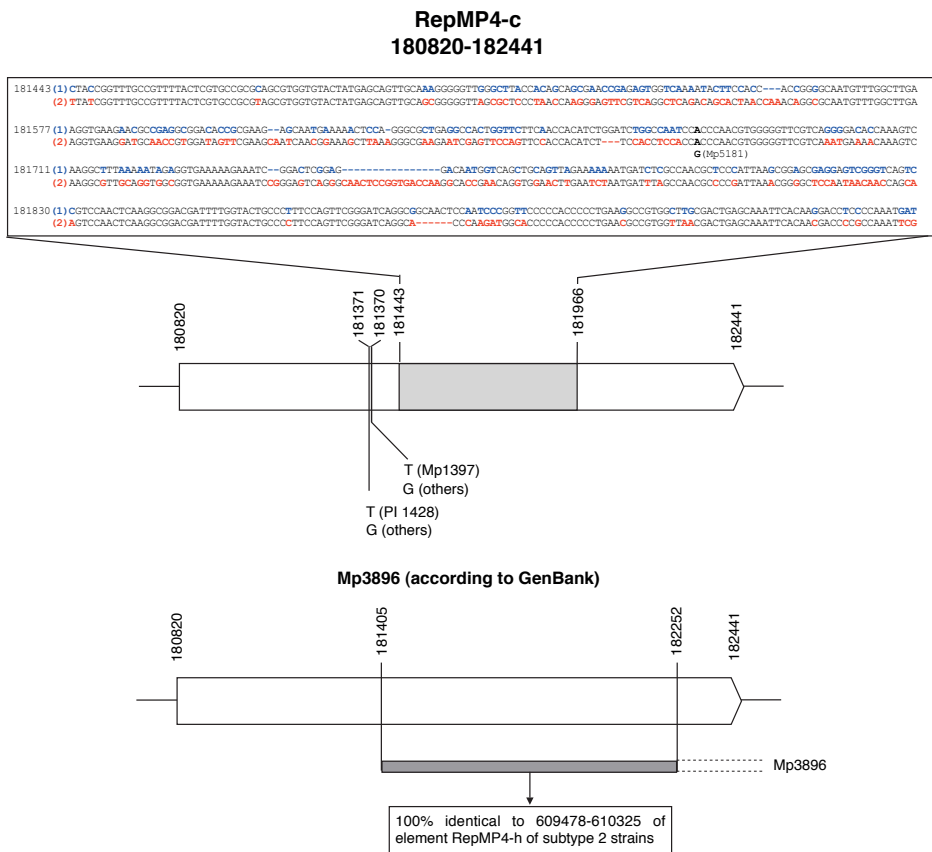 RepMP4-c
180820-182441
181443 (1) CTACCGGTTTGCCGTTTTACTCGTGCCGCGCAGCGTGGTGTACTATGAGCAGTTGCAAAGGGGGTTGGGCTTACCACAGCAGCGAACCGAGAGTGGTCAAAATACTTCCACC---TACCGGGGCAATGTTTGGCTTGA
(2) TTATCGGTTTGCCGTTTTACTCGTGCCGCGTAGCGTGGTGTACTATGAGCAGTTGCAGCGGGGGTTAGCGCTCCCTAACCAAGGGAGTTCGTCAGGCTCAGACAGCACTAACCAAACAGGCGCAATGTTTGGCTTGA
181577 (1) AGGTGAAGAACGCCGAGGCGGACACCGCGAAG--AGCAATGAAAAACTCCA-GGGCGCTGAGGCCACTGGTTCTTCAACCACATCTGGATCTGGCCAATCCACCCAACGTGGGGGTTCGTCAGGGGACACCAAAGTC
(2) AGGTGAAGGATGCAACCGTGGATAGTTCGAAGCAATCAACGGAAAGCTTAAAGGGCGAAGAATCGAGTTCCAGTTCCACCACATCT---TCCACCTCCACCACCCAACGTGGGGGTTCGTCAAATGAAAACAAAGTC
G(Mp5181)
181711 (1) AAGGCTTTAAAAATAGAGGTGAAAAAGAAATC--GGACTCGGAG----------------GACAATGGTCAGCTGCAGTTAGAAAAAAATGATCTCGCCAACGCTCCCATTAAGCGGAGCGAGGAGTCGGGTCAGTC
(2) AAGGCGTTGCAGGTGGCGGTGAAAAAGAAATCCGGGAGTCAGGGCAACTCCGGTGACCAAGGCACCGAACAGGTGGAACTTGAATCTAATGATTTAGCCAACGCCCCGATTAAACGGGGCTCCAATAACAACCAGCA
181830 (1) CGTCCAACTCAAGGCGGACGATTTTGGTACTGCCCTTTCCAGTTCGGGATCAGGCGGCAACTCCAATCCCGGTTCCCCCACCCCCTGAAGGCCGTGGCTTGCGACTGAGCAAATTCACAAGGACCTCCCCAAATGAT
(2) AGTCCAACTCAAGGCGGACGATTTTGGTACTGCCCCTTCCAGTTCGGGATCAGGCA-------CCCAAGATGGCACCCCCACCCCCTGAACGCCGTGGTTAACGACTGAGCAAATTCACAACGACCCCGCCAAATTCG
180820
181371
181370
181443
181966
182441
T (Mp1397)
G (others)
T (PI 1428)
G (others)
Mp3896 (according to GenBank)
180820
181405
182252
182441
Mp3896
100% identical to 609478-610325 of
element RepMP4-h of subtype 2 strains